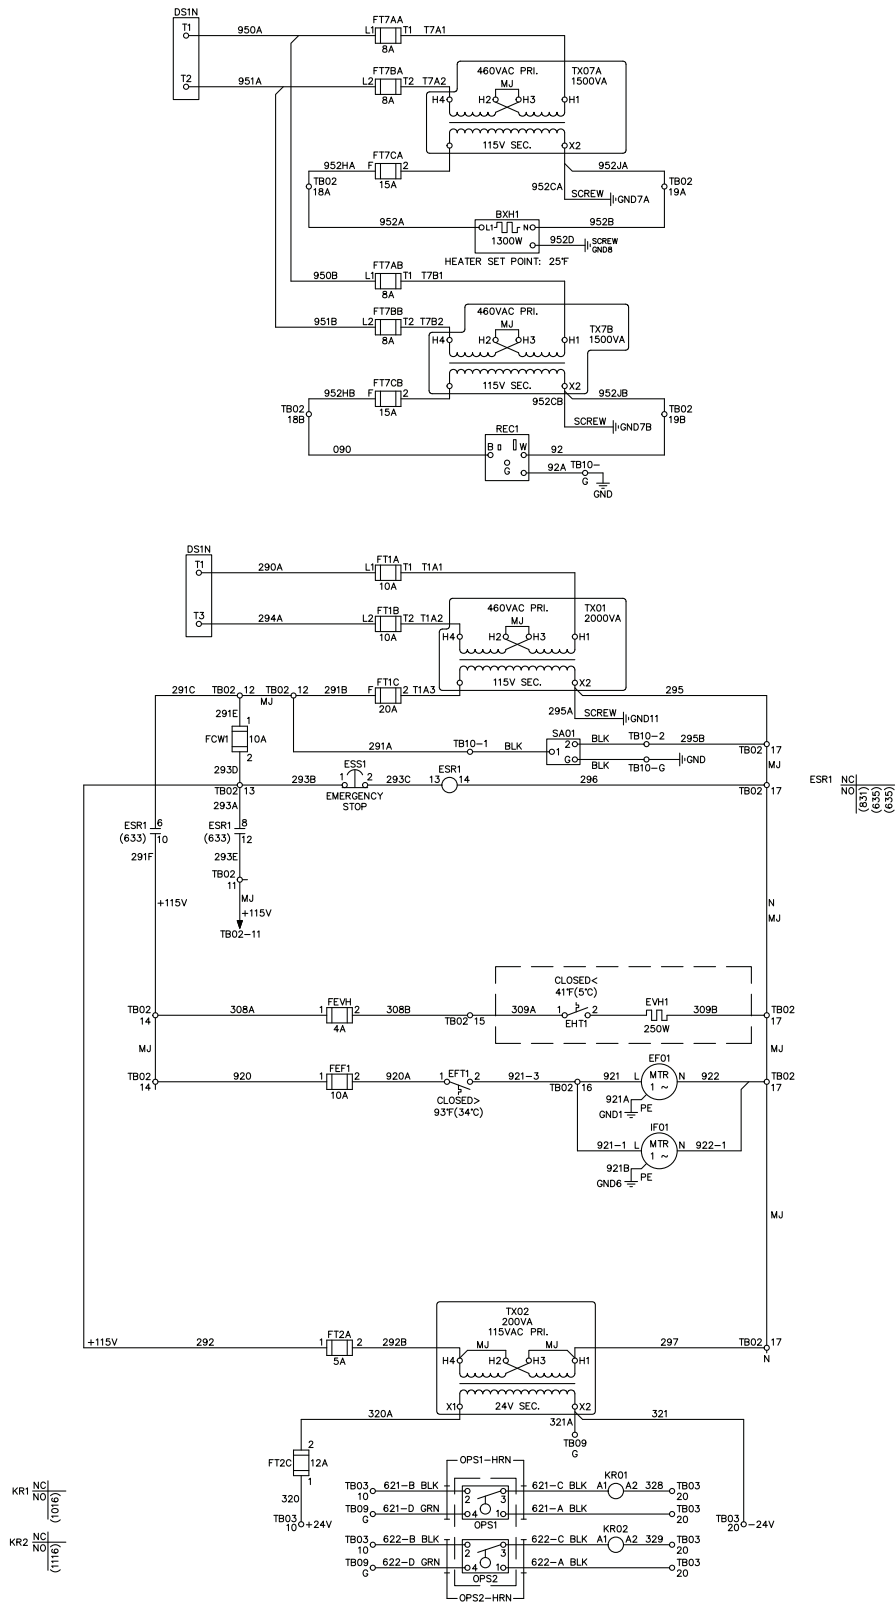 DS1N
T1
950A
FT7AA
L1 T1
8A
T7A1
T2
951A
FT7BA
L2 T2
8A
T7A2
460VAC PRI.
MJ
H4 H2 H3 H1
TX07A
1500VA
115V SEC.
X2
952HA
FT7CA
F 2
15A
952JA
TB02
18A
952CA
SCREW
GND7A
TB02
19A
952A
BXH1
L1 N
1300W
952B
952D
SCREW
GND8
HEATER SET POINT: 25°F
950B
FT7AB
L1 T1
8A
T7B1
951B
FT7BB
L2 T2
8A
T7B2
460VAC PRI.
MJ
H4 H2 H3 H1
TX7B
1500VA
115V SEC.
X2
952HB
FT7CB
F 2
15A
952CB
952JB
TB02
18B
SCREW
GND7B
TB02
19B
REC1
090
B W
G
92
92A
TB10-
G
GND
DS1N
T1
290A
FT1A
L1 T1
10A
T1A1
T3
294A
FT1B
L2 T2
10A
T1A2
460VAC PRI.
MJ
H4 H2 H3 H1
TX01
2000VA
115V SEC.
X2
291C
TB02 12
TB02 12
MJ
291B
FT1C
F 2
20A
T1A3
295
291E
295A
SCREW
GND11
1
FCW1
10A
2
291A
TB10-1
BLK
SA01
1
2
G
BLK
TB10-2
295B
BLK
TB10-G
GND
TB02 17
MJ
293D
TB02 13
293B
ESS1
1 2
EMERGENCY
STOP
293C
ESR1
13 14
296
TB02 17
ESR1
NC
NO
(831)
(635)
(635)
293A
ESR1
(633)
6
10
ESR1
(633)
8
12
291F
293E
TB02
11
MJ
+115V
+115V
TB02-11
N
MJ
TB02
14
308A
FEVH
1 2
4A
308B
TB02 15
309A
CLOSED<
41°F(5°C)
1 2
EHT1
EVH1
250W
309B
TB02
17
MJ
TB02
14
920
FEF1
1 2
10A
920A
EFT1
1 2
CLOSED>
93°F(34°C)
921-3
TB02 16
921
EF01
L N
MTR
1 ~
922
TB02
17
921A
GND1
PE
IF01
921-1
L N
MTR
1 ~
922-1
921B
GND6
PE
MJ
+115V
292
FT2A
1 2
5A
292B
TX02
200VA
115VAC PRI.
MJ MJ
H4 H2 H3 H1
297
TB02 17
N
X1
24V SEC.
X2
320A
321A
321
TB09
G
2
FT2C
12A
1
320
TB03
10
+24V
OPS1-HRN
TB03
10
621-B BLK
2 3
621-C BLK
KR01
A1 A2
328
TB03
20
TB09
G
621-D GRN
4 1
OPS1
621-A BLK
TB03
20
TB03
20
-24V
TB03
10
622-B BLK
2 3
622-C BLK
KR02
A1 A2
329
TB03
20
TB09
G
622-D GRN
4 1
OPS2
622-A BLK
TB03
20
OPS2-HRN
KR1
NC
NO
(1016)
KR2
NC
NO
(1116)